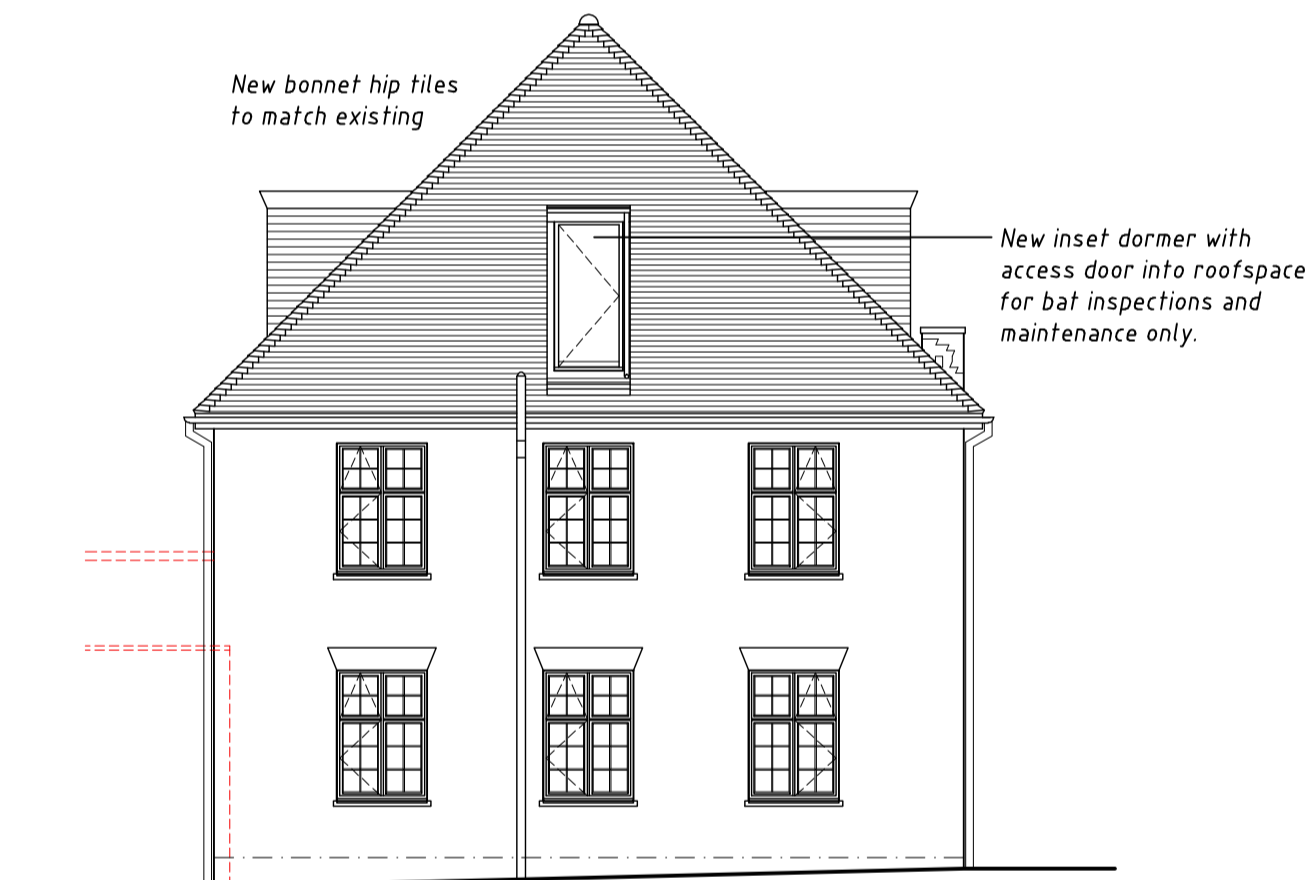 New bonnet hip tiles
to match existing
New inset dormer with
access door into roofspace
for bat inspections and
maintenance only.